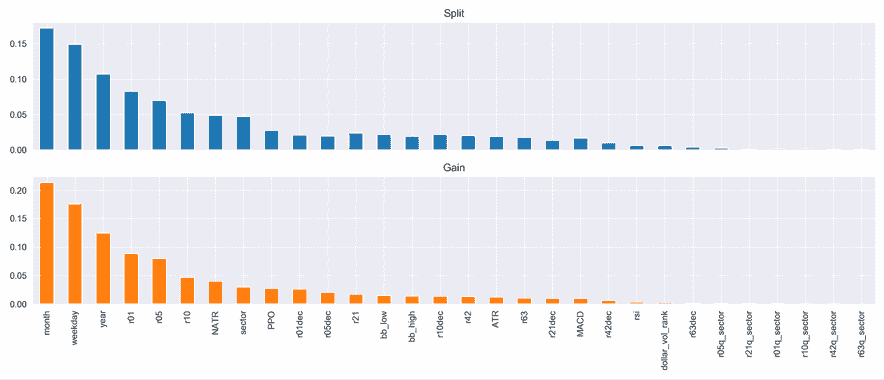 Split
0.15
0.10
0.05
0.00
Gain
0.20
0.15
0.10
0.05
0.00
month
weekday
year
r01
r05
r10
NATR
sector
PPO
r01dec
r05dec
r21
bb_low
bb_high
r10dec
r42
ATR
r63
r21dec
MACD
r42dec
rsi
dollar_vol_rank
r63dec
r05q_sector
r21q_sector
r01q_sector
r10q_sector
r42q_sector
r63q_sector